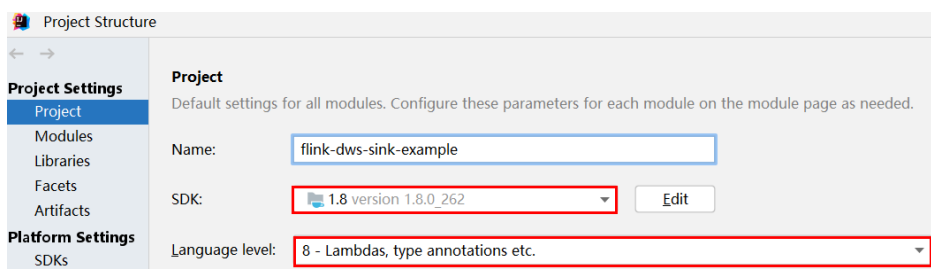 Project Structure
← →
Project Settings
Project
Modules
Libraries
Facets
Artifacts
Platform Settings
SDKs
Project
Default settings for all modules. Configure these parameters for each module on the module page as needed.
Name: flink-dws-sink-example
SDK: 1.8 version 1.8.0_262 Edit
Language level: 8 - Lambdas, type annotations etc.